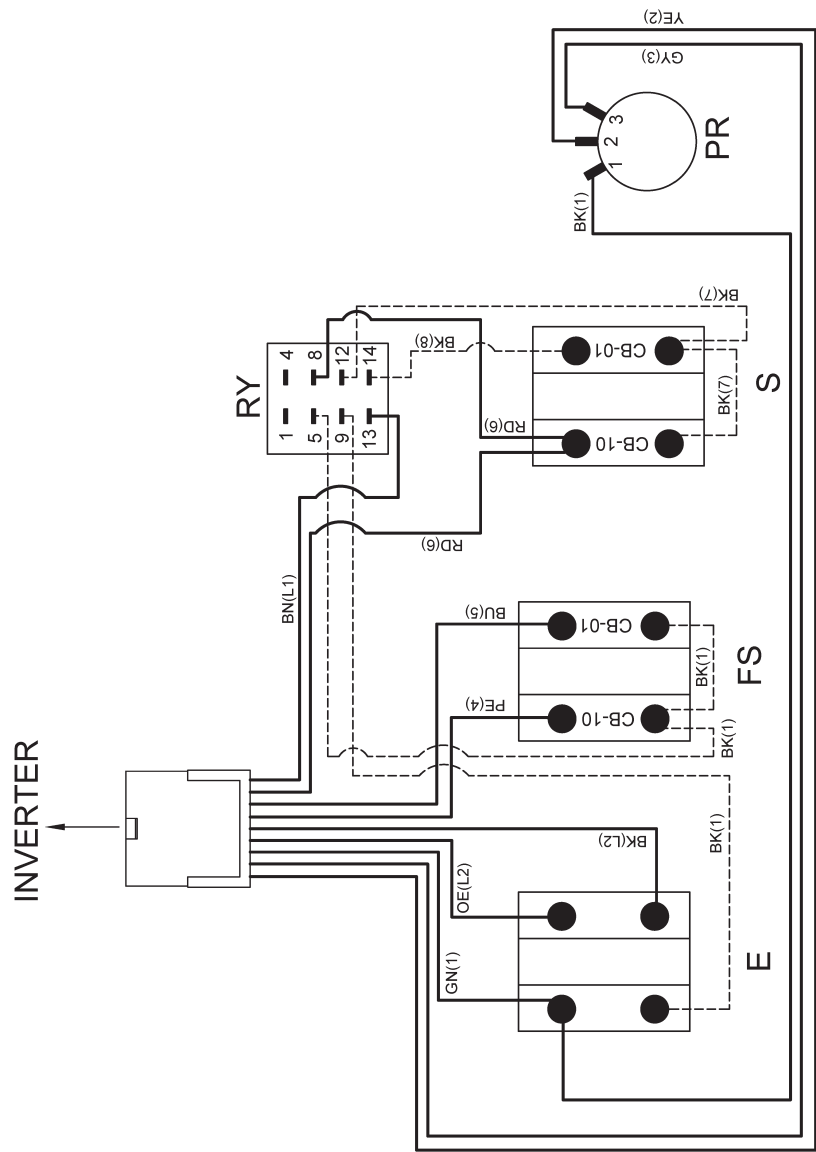 INVERTER
BN(L1)
RD(6)
RY
1
4
5
8
9
12
13
14
BK(8)
BK(7)
RD(6)
CB-10
CB-01
BK(7)
S
YE(2)
GY(3)
BK(1)
1
2
3
PR
BU(5)
PE(4)
CB-10
CB-01
BK(1)
BK(1)
FS
GN(1)
OE(L2)
BK(L2)
BK(1)
E